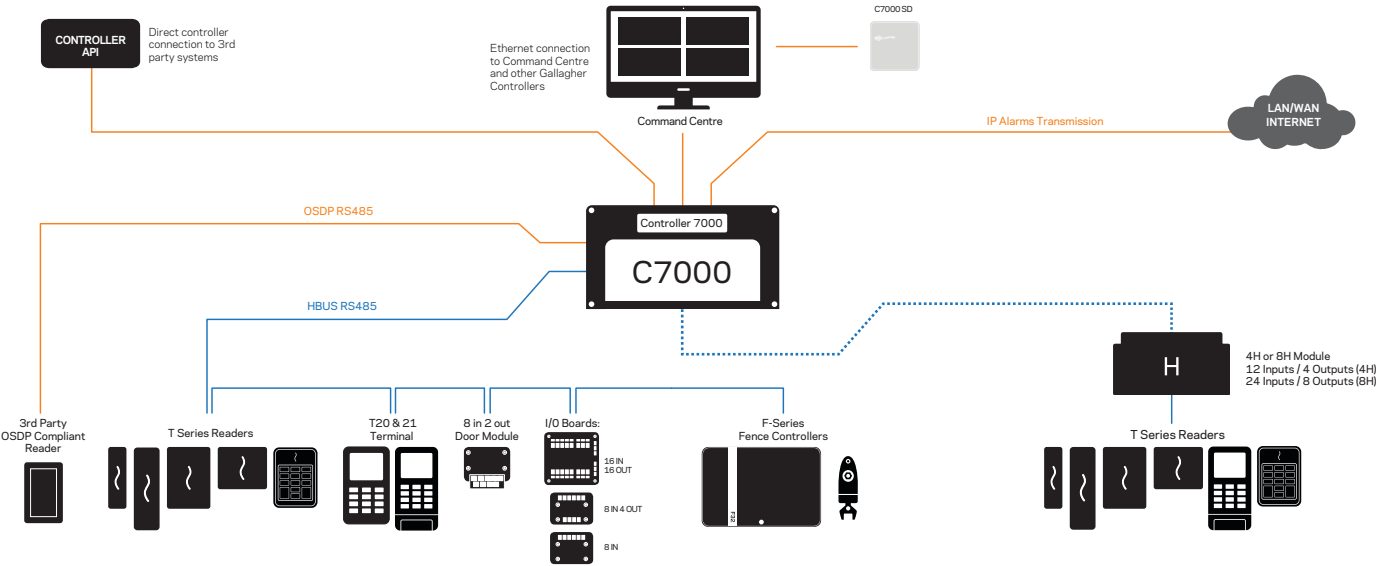 C7000SD
CONTROLLER
API
Direct controller
connection to 3rd
party systems
Ethernet connection
to Command Centre
and other Gallagher
Controllers
Command Centre
IP Alarms Transmission
LAN/WAN
INTERNET
OSDP RS485
Controller 7000
C7000
HBUS RS485
H
4H or 8H Module
12 Inputs / 4 Outputs (4H)
24 Inputs / 8 Outputs (8H)
3rd Party
OSDP Compliant
Reader
T Series Readers
T20 & 21
Terminal
8 in 2 out
Door Module
I/0 Boards:
16 IN
16 OUT
8 IN 4 OUT
8 IN
F-Series
Fence Controllers
F32
T Series Readers